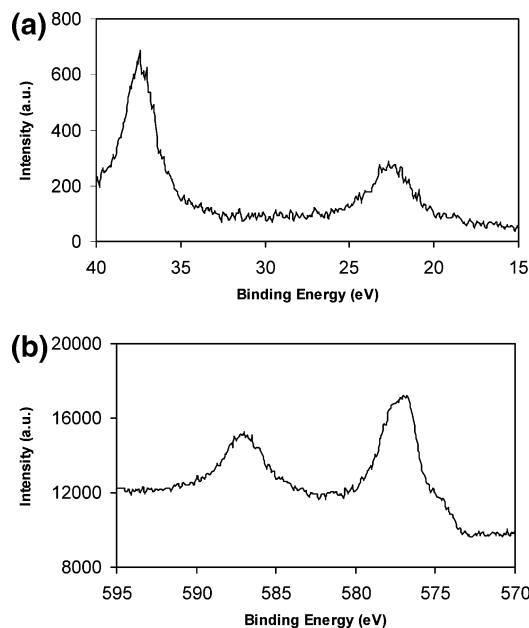 (a)
800
600
400
200
0
Intensity (a.u.)
40 35 30 25 20 15
Binding Energy (eV)
(b)
20000
16000
12000
8000
Intensity (a.u.)
595 590 585 580 575 570
Binding Energy (eV)